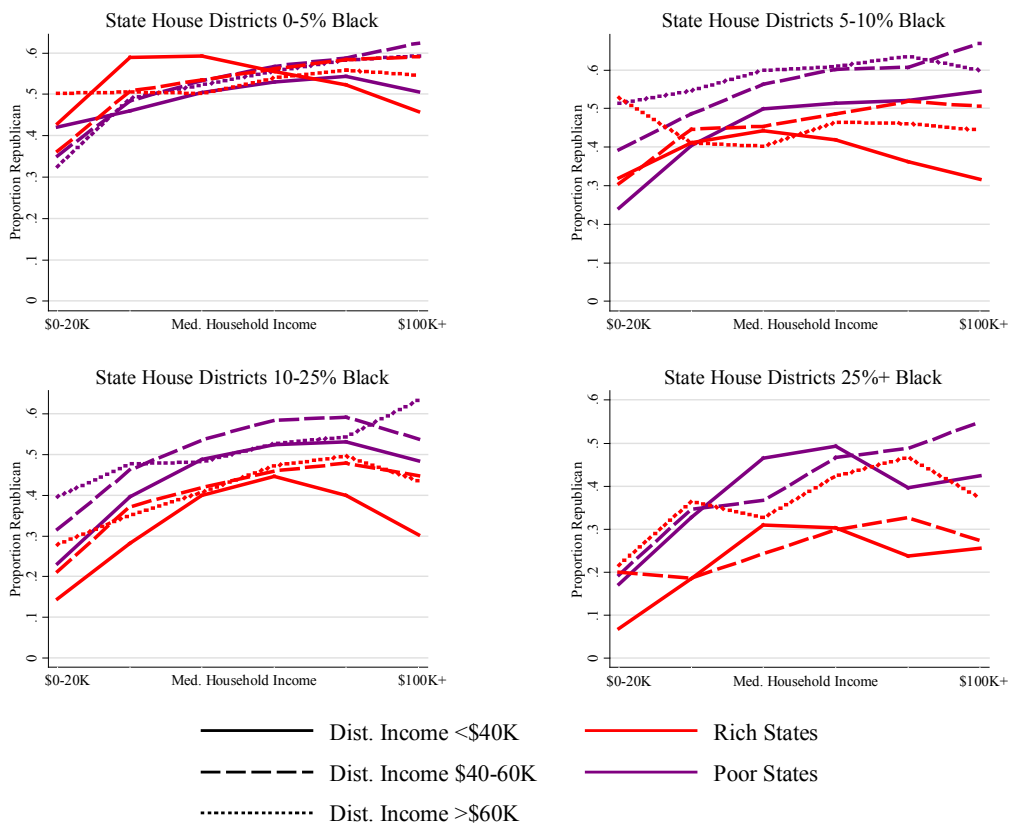 State House Districts 0-5% Black
Proportion Republican
0 .1 .2 .3 .4 .5 .6
$0-20K Med. Household Income $100K+
State House Districts 5-10% Black
Proportion Republican
0 .1 .2 .3 .4 .5 .6
$0-20K Med. Household Income $100K+
State House Districts 10-25% Black
Proportion Republican
0 .1 .2 .3 .4 .5 .6
$0-20K Med. Household Income $100K+
State House Districts 25%+ Black
Proportion Republican
0 .1 .2 .3 .4 .5 .6
$0-20K Med. Household Income $100K+
Dist. Income <$40K
Dist. Income $40-60K
Dist. Income >$60K
Rich States
Poor States